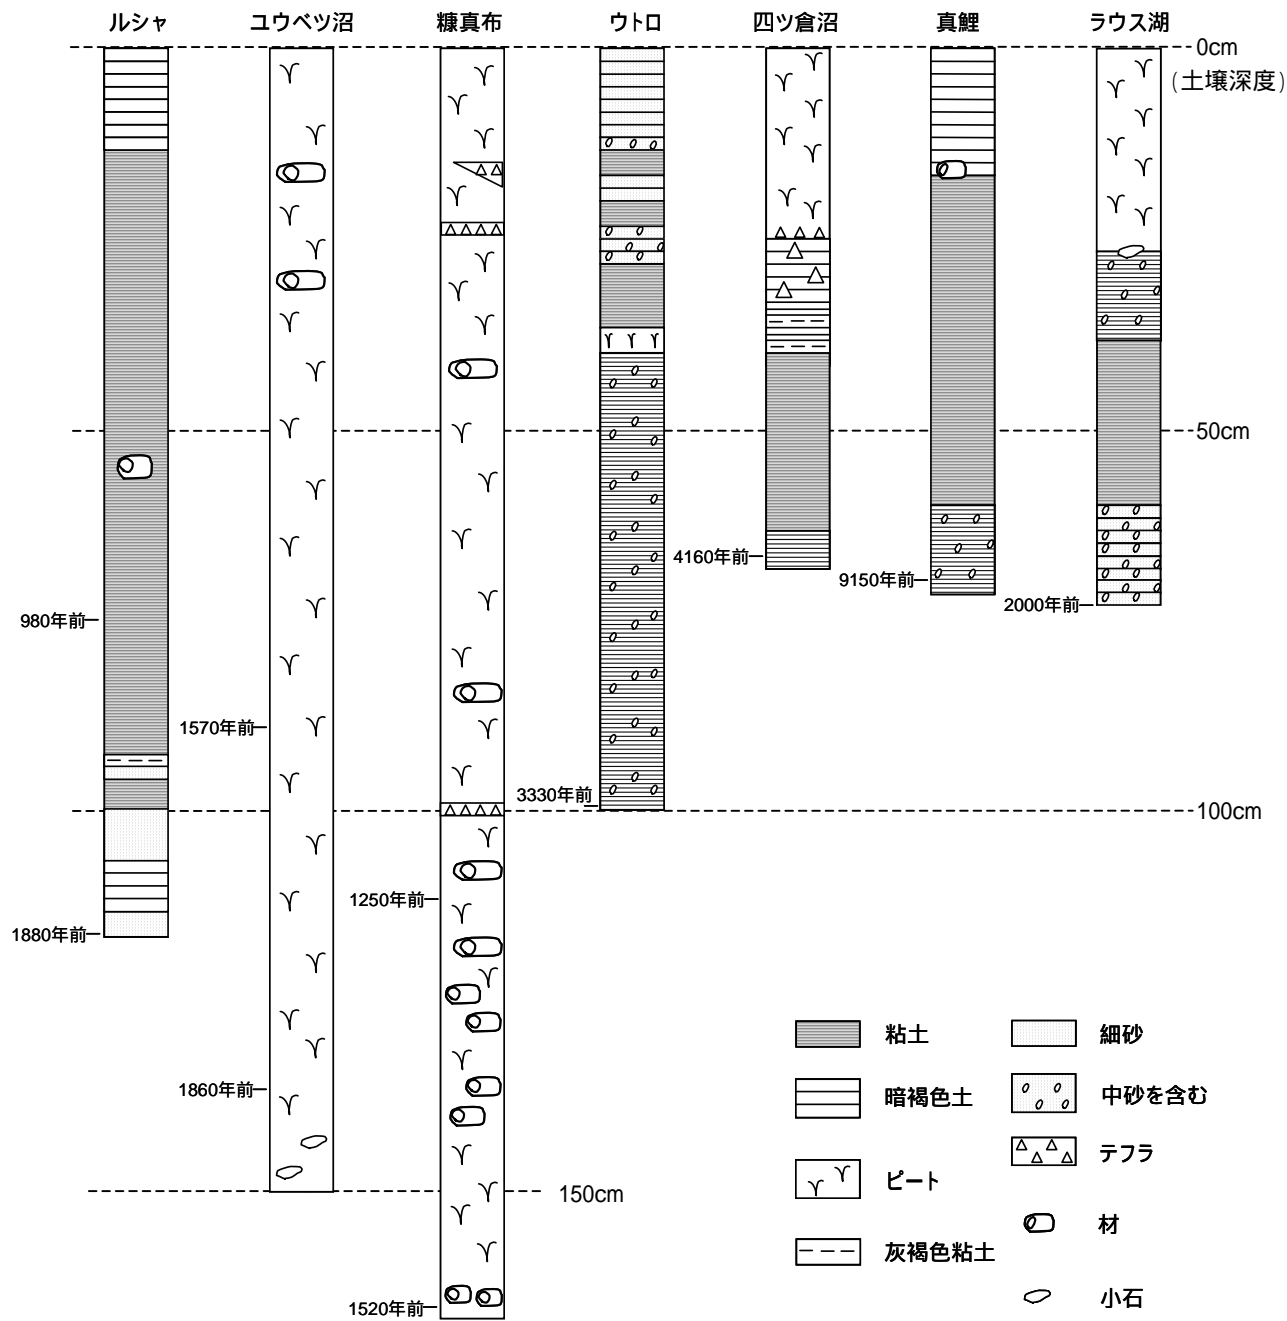 ルシャ
ユウベツ沼
糠真布
ウトロ
四ツ倉沼
真鯉
ラウス湖
0cm
(土壌深度)
50cm
4160年前
9150年前
2000年前
980年前
1570年前
3330年前
100cm
1250年前
1880年前
粘土
細砂
暗褐色土
中砂を含む
1860年前
テフラ
ピート
150cm
材
灰褐色粘土
小石
1520年前